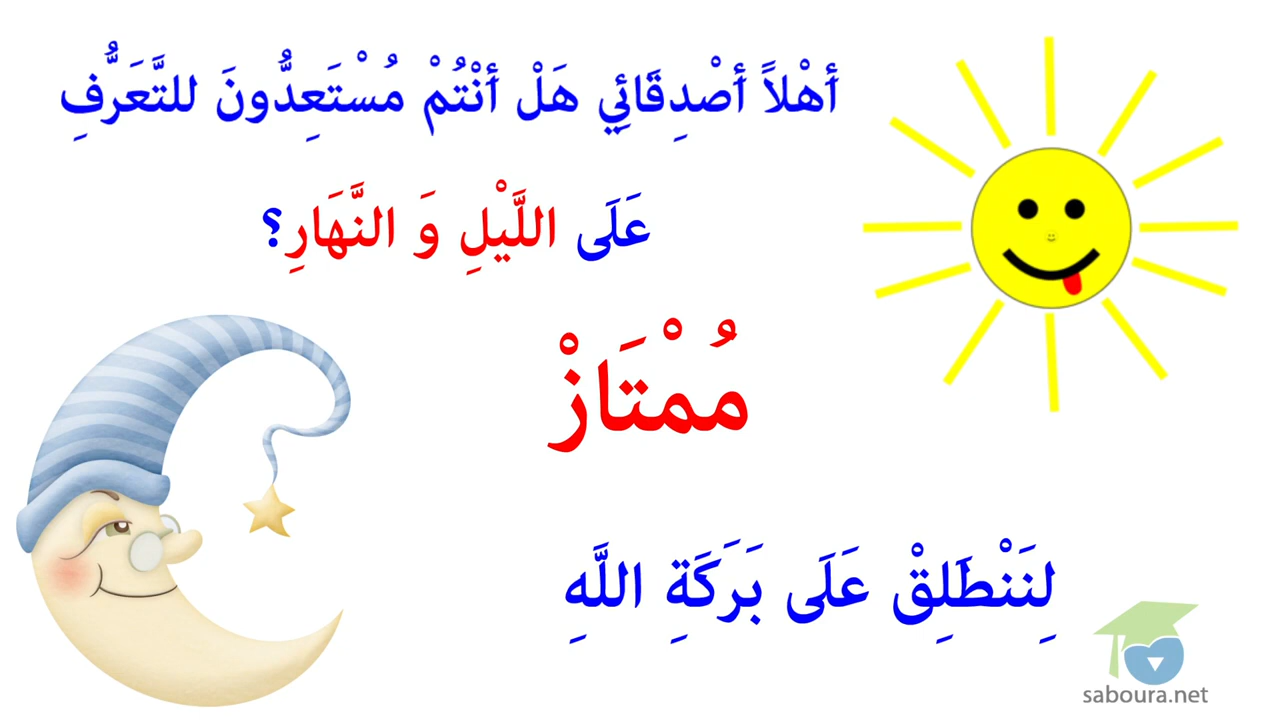 أَهْلاً أَصْدِقَائِي هَلْ أَنْتُمْ مُسْتَعِدُّونَ للتَّعَرُّفِ
عَلَى اللَّيْلِ وَ النَّهَارِ؟
مُمْتَازْ
لِنَنْطَلِقْ عَلَى بَرَكَةِ اللَّهِ
saboura.net